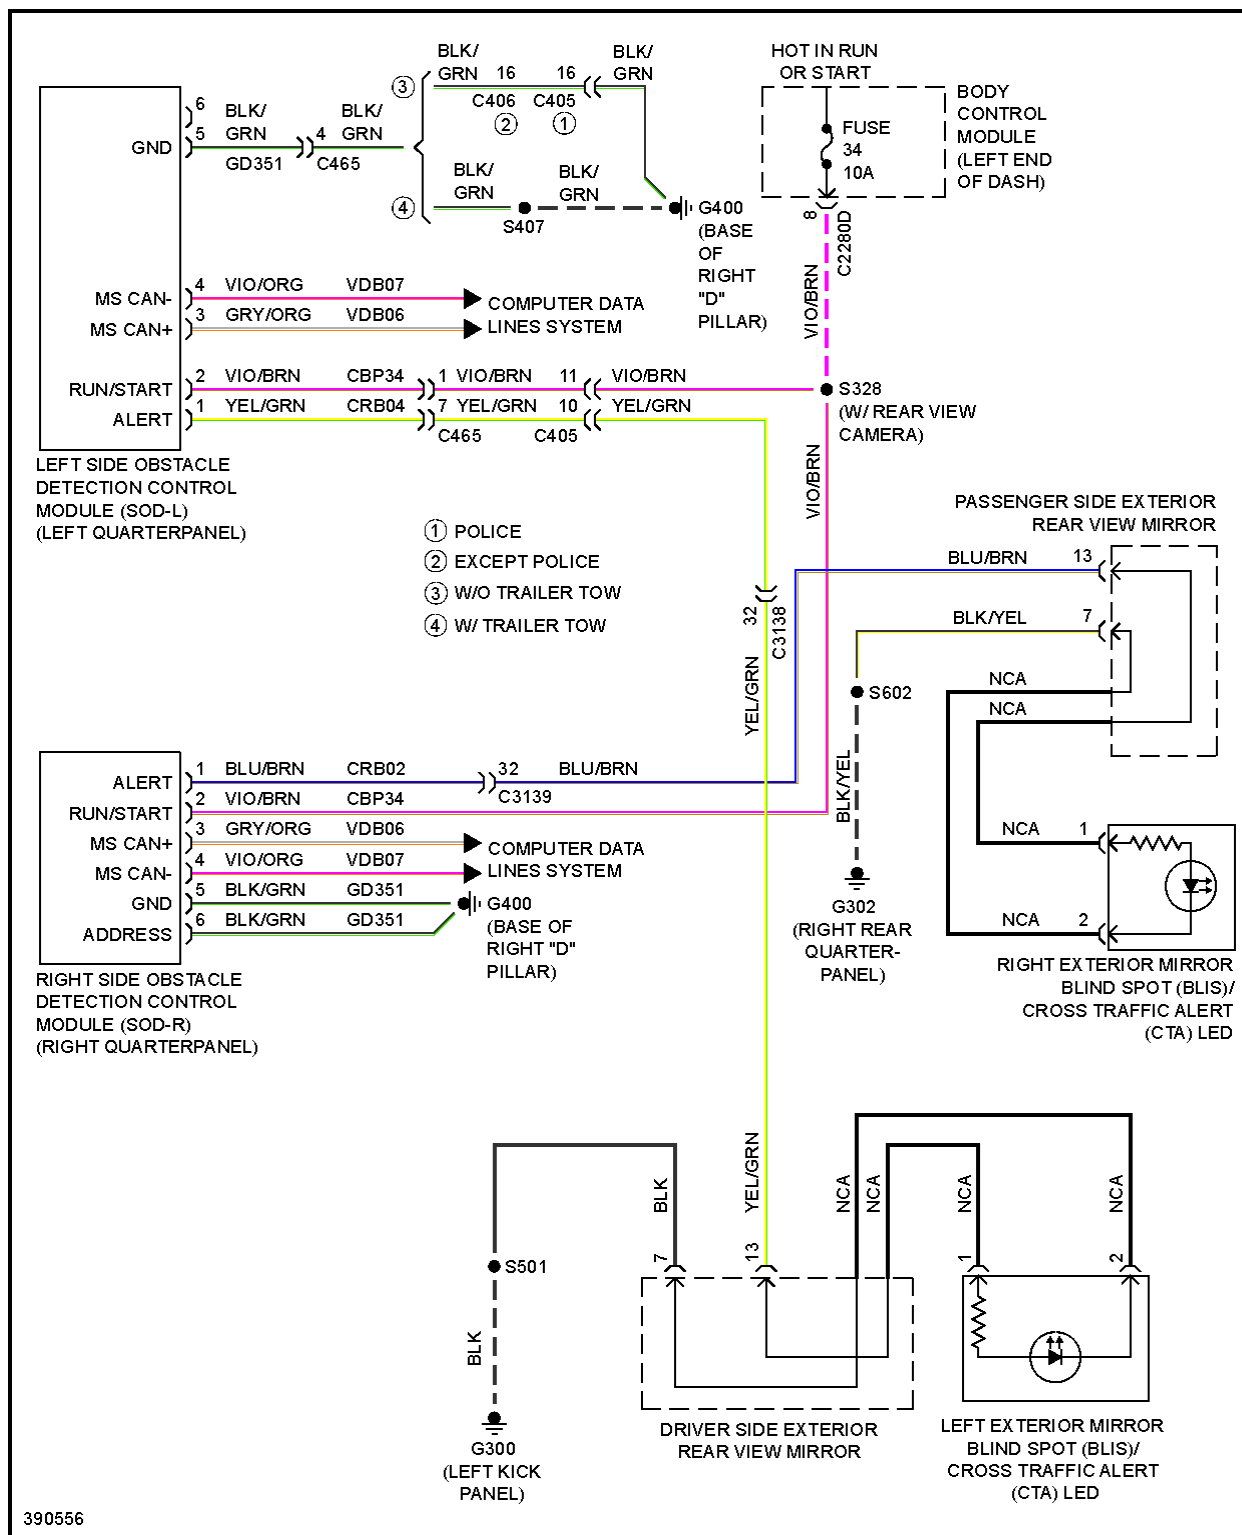 BLK/
GRN
16
16
BLK/
GRN
3
C406
C405
2
1
HOT IN RUN
OR START
FUSE
34
10A
BODY
CONTROL
MODULE
(LEFT END
OF DASH)
8
C2280D
VIO/BRN
6
BLK/
GRN
BLK/
GRN
GND
5
4
GD351
C465
BLK/
GRN
BLK/
GRN
4
S407
G400
(BASE
OF
RIGHT
"D"
PILLAR)
MS CAN-
4
VIO/ORG
VDB07
MS CAN+
3
GRY/ORG
VDB06
COMPUTER DATA
LINES SYSTEM
RUN/START
2
VIO/BRN
CBP34
1
VIO/BRN
11
VIO/BRN
ALERT
1
YEL/GRN
CRB04
7
YEL/GRN
10
YEL/GRN
C465
C405
S328
(W/ REAR VIEW
CAMERA)
VIO/BRN
LEFT SIDE OBSTACLE
DETECTION CONTROL
MODULE (SOD-L)
(LEFT QUARTERPANEL)
1 POLICE
2 EXCEPT POLICE
3 W/O TRAILER TOW
4 W/ TRAILER TOW
PASSENGER SIDE EXTERIOR
REAR VIEW MIRROR
BLU/BRN
13
BLK/YEL
7
32
C3138
YEL/GRN
NCA
NCA
S602
BLK/YEL
G302
(RIGHT REAR
QUARTER-
PANEL)
NCA
1
NCA
2
RIGHT EXTERIOR MIRROR
BLIND SPOT (BLIS)/
CROSS TRAFFIC ALERT
(CTA) LED
ALERT
1
BLU/BRN
CRB02
32
BLU/BRN
C3139
RUN/START
2
VIO/BRN
CBP34
MS CAN+
3
GRY/ORG
VDB06
MS CAN-
4
VIO/ORG
VDB07
COMPUTER DATA
LINES SYSTEM
GND
5
BLK/GRN
GD351
ADDRESS
6
BLK/GRN
GD351
G400
(BASE OF
RIGHT "D"
PILLAR)
RIGHT SIDE OBSTACLE
DETECTION CONTROL
MODULE (SOD-R)
(RIGHT QUARTERPANEL)
BLK
YEL/GRN
NCA
NCA
NCA
NCA
7
13
1
2
S501
BLK
G300
(LEFT KICK
PANEL)
DRIVER SIDE EXTERIOR
REAR VIEW MIRROR
LEFT EXTERIOR MIRROR
BLIND SPOT (BLIS)/
CROSS TRAFFIC ALERT
(CTA) LED
390556